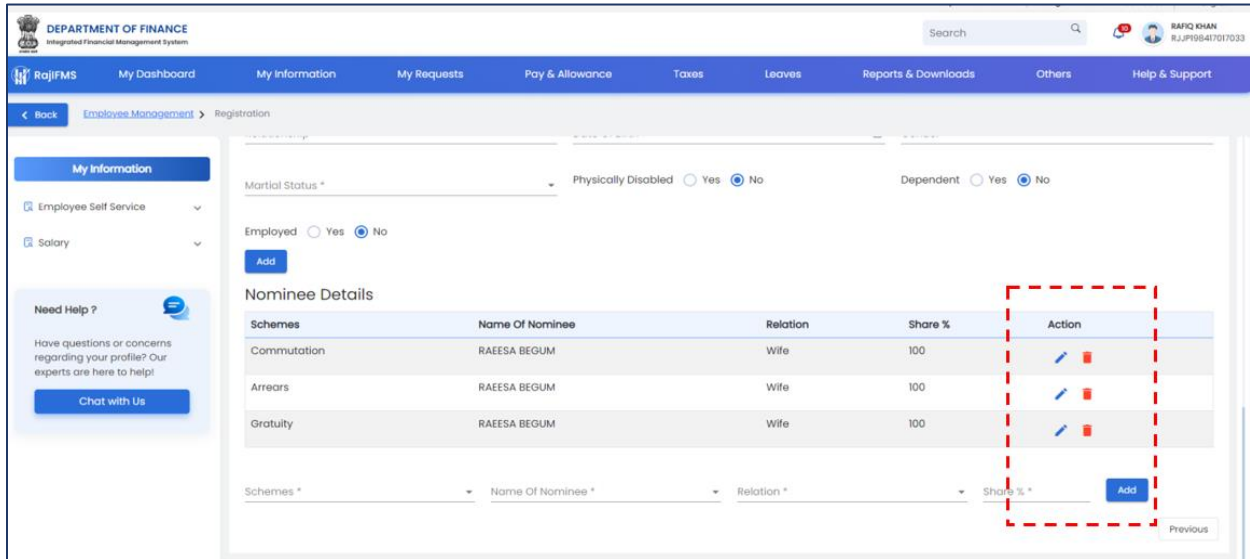 DEPARTMENT OF FINANCE
Integrated Financial Management System
Search
10
RAFIQ KHAN
RJJP198417017033
RajIFMS My Dashboard My Information My Requests Pay & Allowance Taxes Leaves Reports & Downloads Others Help & Support
Back Employee Management > Registration
My Information
Employee Self Service
Salary
Need Help ?
Have questions or concerns
regarding your profile? Our
experts are here to help!
Chat with Us
Martial Status * Physically Disabled Yes No Dependent Yes No
Employed Yes No
Add
Nominee Details
Schemes Name Of Nominee Relation Share % Action
Commutation RAEESA BEGUM Wife 100
Arrears RAEESA BEGUM Wife 100
Gratuity RAEESA BEGUM Wife 100
Schemes * Name Of Nominee * Relation * Share % * Add
Previous